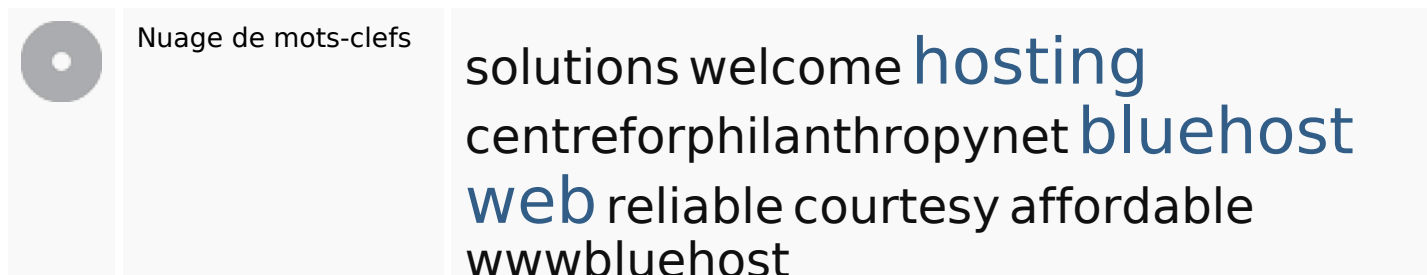 Nuage de mots-clefs
solutions welcome hosting
centreforphilanthropynet bluehost
web reliable courtesy affordable
wwwbluehost